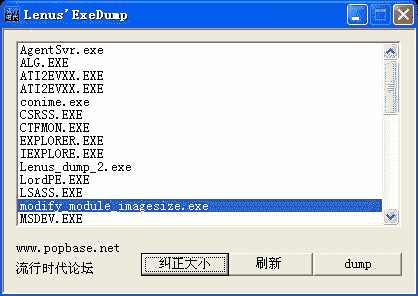 Lenus'ExeDump
AgentSvr.exe
ALG.EXE
ATI2EVXX.EXE
ATI2EVXX.EXE
conime.exe
CSRSS.EXE
CTFMON.EXE
EXPLORER.EXE
IEXPLORE.EXE
Lenus_dump_2.exe
LordPE.EXE
LSASS.EXE
modify_module_imagesize.exe
MSDEV.EXE
www.popbase.net
流行时代论坛
纠正大小
刷新
dump